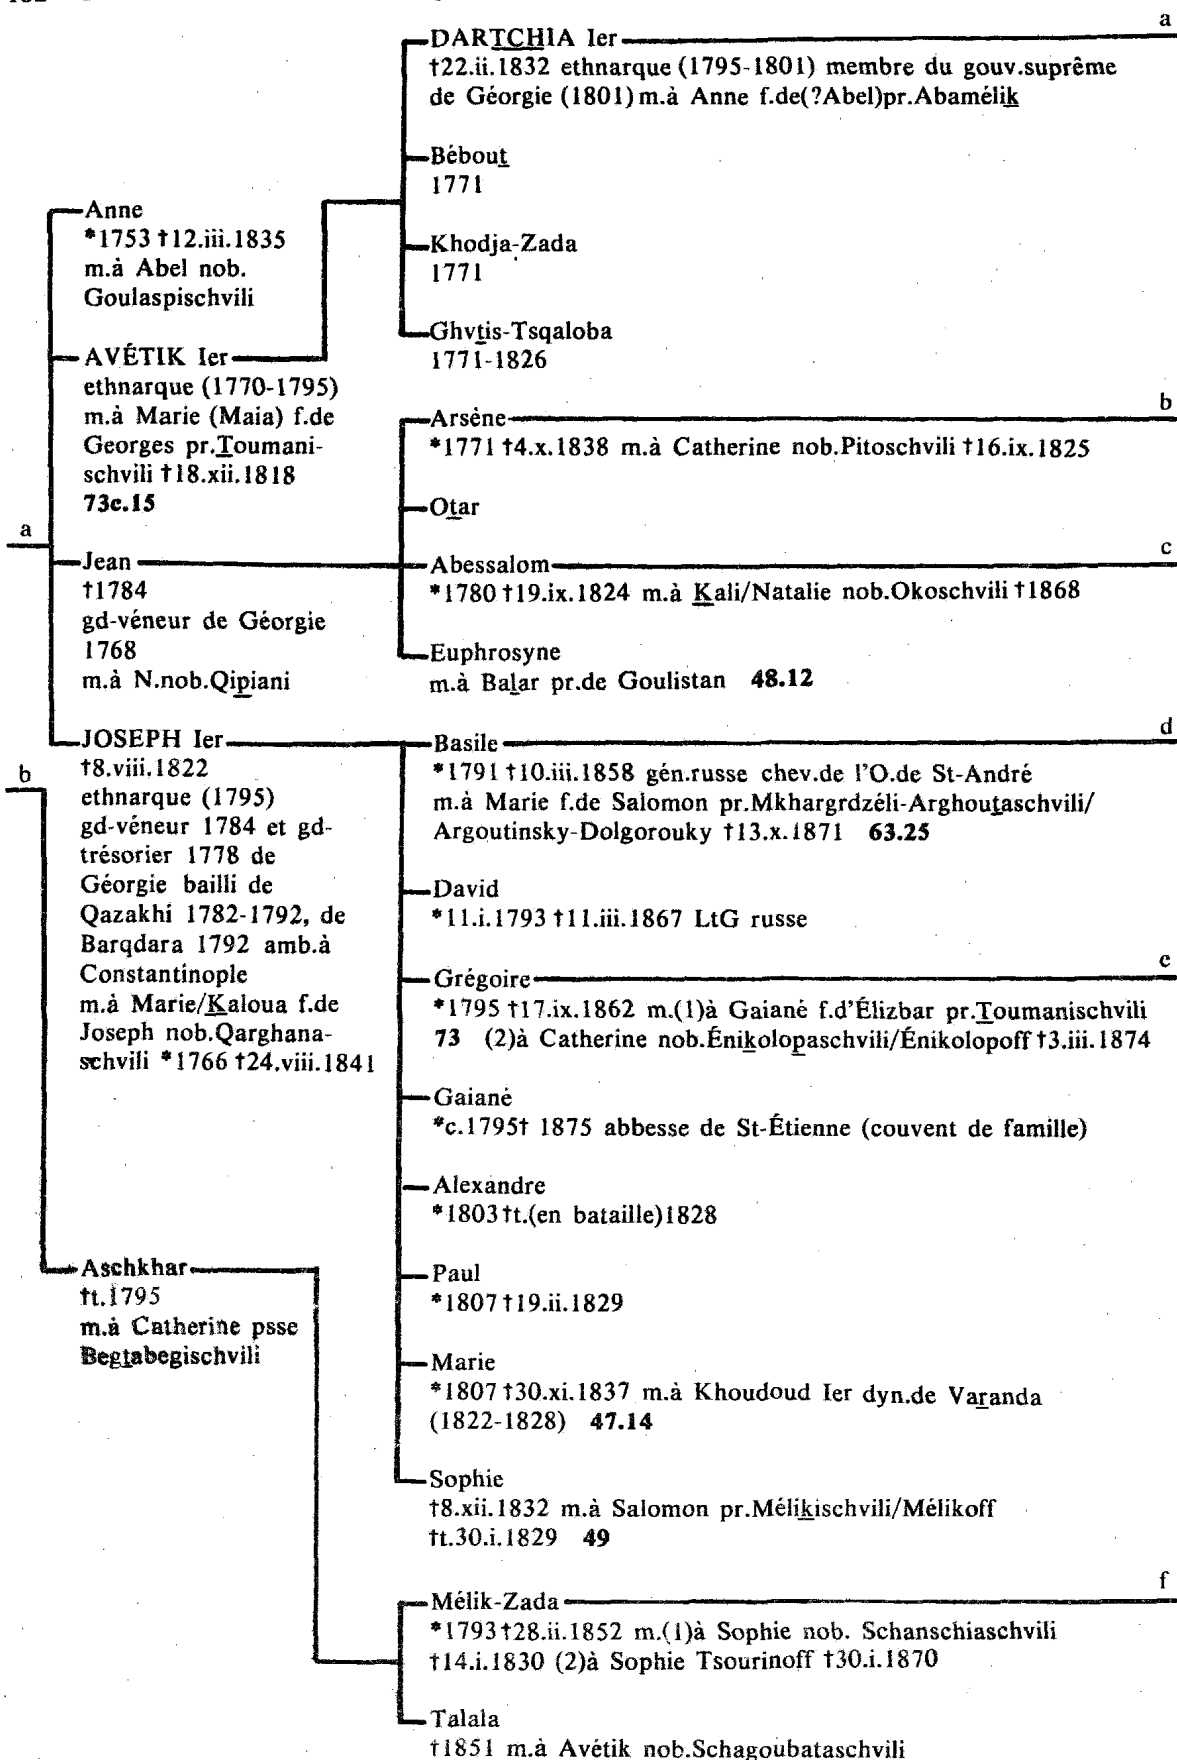 a
DARTCHIA Ier
†22.ii.1832 ethnarque (1795-1801) membre du gouv.suprême
de Géorgie (1801) m.à Anne f.de(?Abel)pr.Abamélik
Bébout
1771
Khodja-Zada
1771
Ghvtis-Tsqaloba
1771-1826
Anne
*1753 †12.iii.1835
m.à Abel nob.
Goulaspischvili
AVÉTIK Ier
ethnarque (1770-1795)
m.à Marie (Maia) f.de
Georges pr.Toumani-
schvili †18.xii.1818
73c.15
a
Jean
†1784
gd-véneur de Géorgie
1768
m.à N.nob.Qipiani
b
Arsène
*1771 †4.x.1838 m.à Catherine nob.Pitoschvili †16.ix.1825
Otar
c
Abessalom
*1780 †19.ix.1824 m.à Kali/Natalie nob.Okoschvili †1868
Euphrosyne
m.à Balar pr.de Goulistan 48.12
JOSEPH Ier
†8.viii.1822
ethnarque (1795)
gd-véneur 1784 et gd-
trésorier 1778 de
Géorgie bailli de
Qazakhi 1782-1792, de
Barqdara 1792 amb.à
Constantinople
m.à Marie/Kaloua f.de
Joseph nob.Qarghana-
schvili *1766 †24.viii.1841
d
Basile
*1791 †10.iii.1858 gén.russe chev.de l'O.de St-André
m.à Marie f.de Salomon pr.Mkhargrdzéli-Arghoutaschvili/
Argoutinsky-Dolgorouky †13.x.1871 63.25
David
*11.i.1793 †11.iii.1867 LtG russe
e
Grégoire
*1795 †17.ix.1862 m.(1)à Gaiané f.d'Élizbar pr.Toumanischvili
73 (2)à Catherine nob.Énikolopaschvili/Énikolopoff †3.iii.1874
Gaiané
*c.1795† 1875 abbesse de St-Étienne (couvent de famille)
Alexandre
*1803 †t.(en bataille)1828
Paul
*1807 †19.ii.1829
Marie
*1807 †30.xi.1837 m.à Khoudoud Ier dyn.de Varanda
(1822-1828) 47.14
Sophie
†8.xii.1832 m.à Salomon pr.Mélikischvili/Mélikoff
†t.30.i.1829 49
b
Aschkhar
†t.1795
m.à Catherine psse
Begtabegischvili
f
Mélik-Zada
*1793†28.ii.1852 m.(1)à Sophie nob. Schanschiaschvili
†14.i.1830 (2)à Sophie Tsourinoff †30.i.1870
Talala
†1851 m.à Avétik nob.Schagoubataschvili